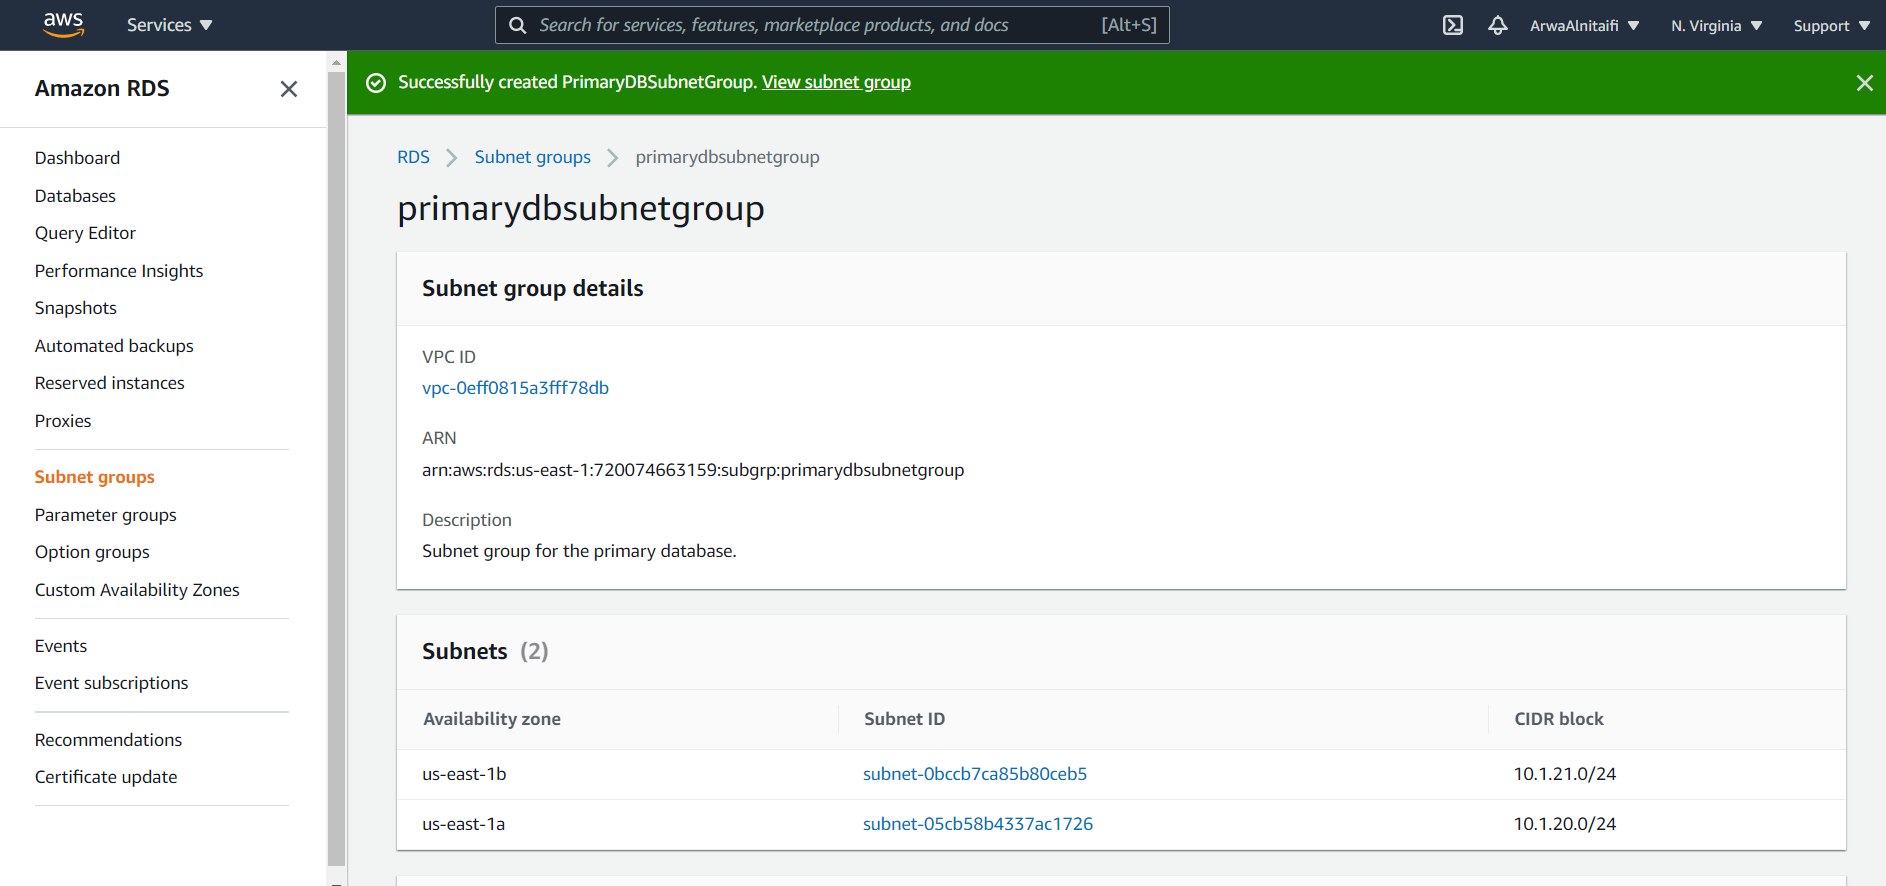 aws
Services
Search for services, features, marketplace products, and docs [Alt+S]
ArwaAlnitaifi
N. Virginia
Support
Amazon RDS
Successfully created PrimaryDBSubnetGroup. View subnet group
Dashboard
Databases
Query Editor
Performance Insights
Snapshots
Automated backups
Reserved instances
Proxies
Subnet groups
Parameter groups
Option groups
Custom Availability Zones
Events
Event subscriptions
Recommendations
Certificate update
RDS > Subnet groups > primarydbsubnetgroup
primarydbsubnetgroup
Subnet group details
VPC ID
vpc-0eff0815a3fff78db
ARN
arn:aws:rds:us-east-1:720074663159:subgrp:primarydbsubnetgroup
Description
Subnet group for the primary database.
Subnets (2)
Availability zone Subnet ID CIDR block
us-east-1b subnet-0bccb7ca85b80ceb5 10.1.21.0/24
us-east-1a subnet-05cb58b4337ac1726 10.1.20.0/24